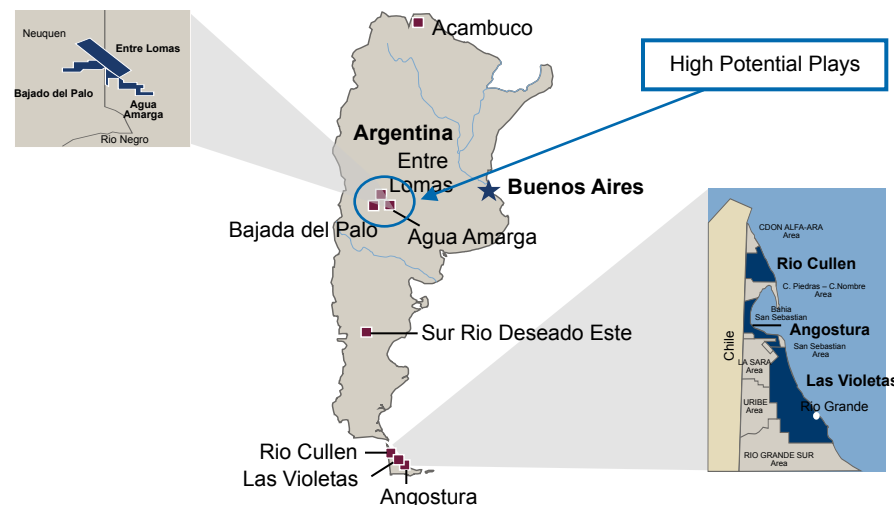 Neuquen
Entre Lomas
Bajado del Palo
Agua
Amarga
Rio Negro
Acambuco
High Potential Plays
Argentina
Entre
Lomas
Buenos Aires
Bajada del Palo
Agua Amarga
Sur Rio Deseado Este
Rio Cullen
Las Violetas
Angostura
CDON ALFA-ARA
Area
Rio Cullen
C. Piedras – C.Nombre
Area
Bahia
San Sebastian
Angostura
San Sebastian
Area
Chile
LA SARA
Area
Las Violetas
URIBE
Area
Rio Grande
RIO GRANDE SUR
Area